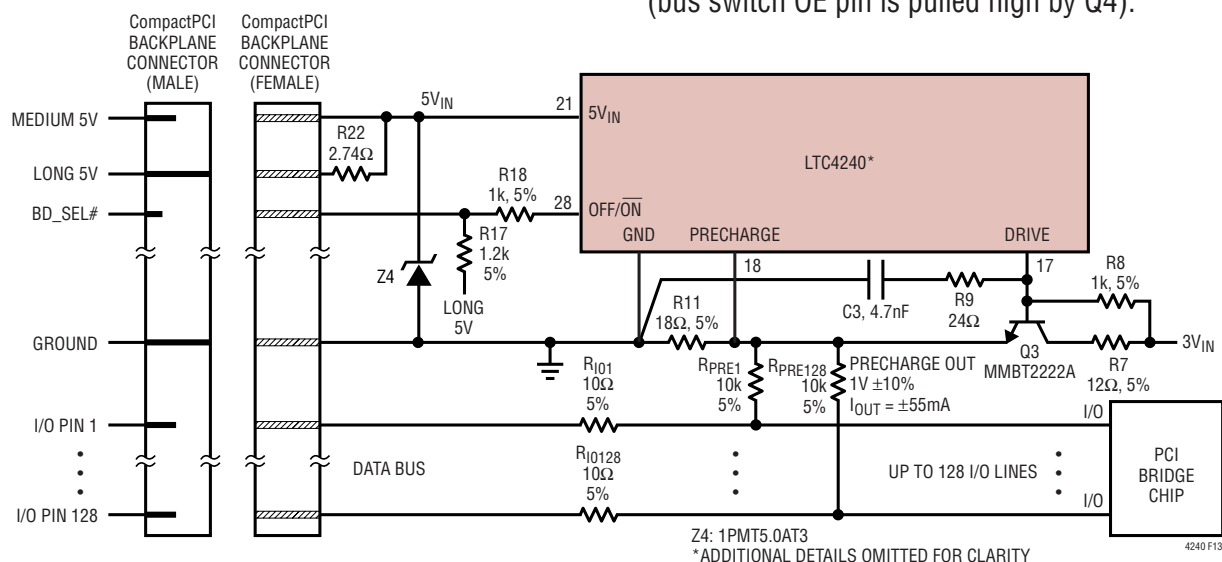 (bus switch OE pin is pulled high by Q4).
CompactPCI
BACKPLANE
CONNECTOR
(MALE)
CompactPCI
BACKPLANE
CONNECTOR
(FEMALE)
MEDIUM 5V
LONG 5V
BD_SEL#
GROUND
I/O PIN 1
I/O PIN 128
5VIN
R22
2.74Ω
R18
1k, 5%
R17
1.2k
5%
LONG
5V
Z4
21
5VIN
LTC4240*
28
OFF/ON
GND
PRECHARGE
DRIVE
18
17
C3, 4.7nF
R9
24Ω
R8
1k, 5%
R11
18Ω, 5%
Q3
MMBT2222A
R7
12Ω, 5%
3VIN
RIO1
10Ω
5%
RPRE1
10k
5%
RPRE128
10k
5%
PRECHARGE OUT
1V ±10%
IOUT = ±55mA
DATA BUS
RIO128
10Ω
5%
UP TO 128 I/O LINES
I/O
I/O
PCI
BRIDGE
CHIP
Z4: 1PMT5.0AT3
*ADDITIONAL DETAILS OMITTED FOR CLARITY
4240 F13